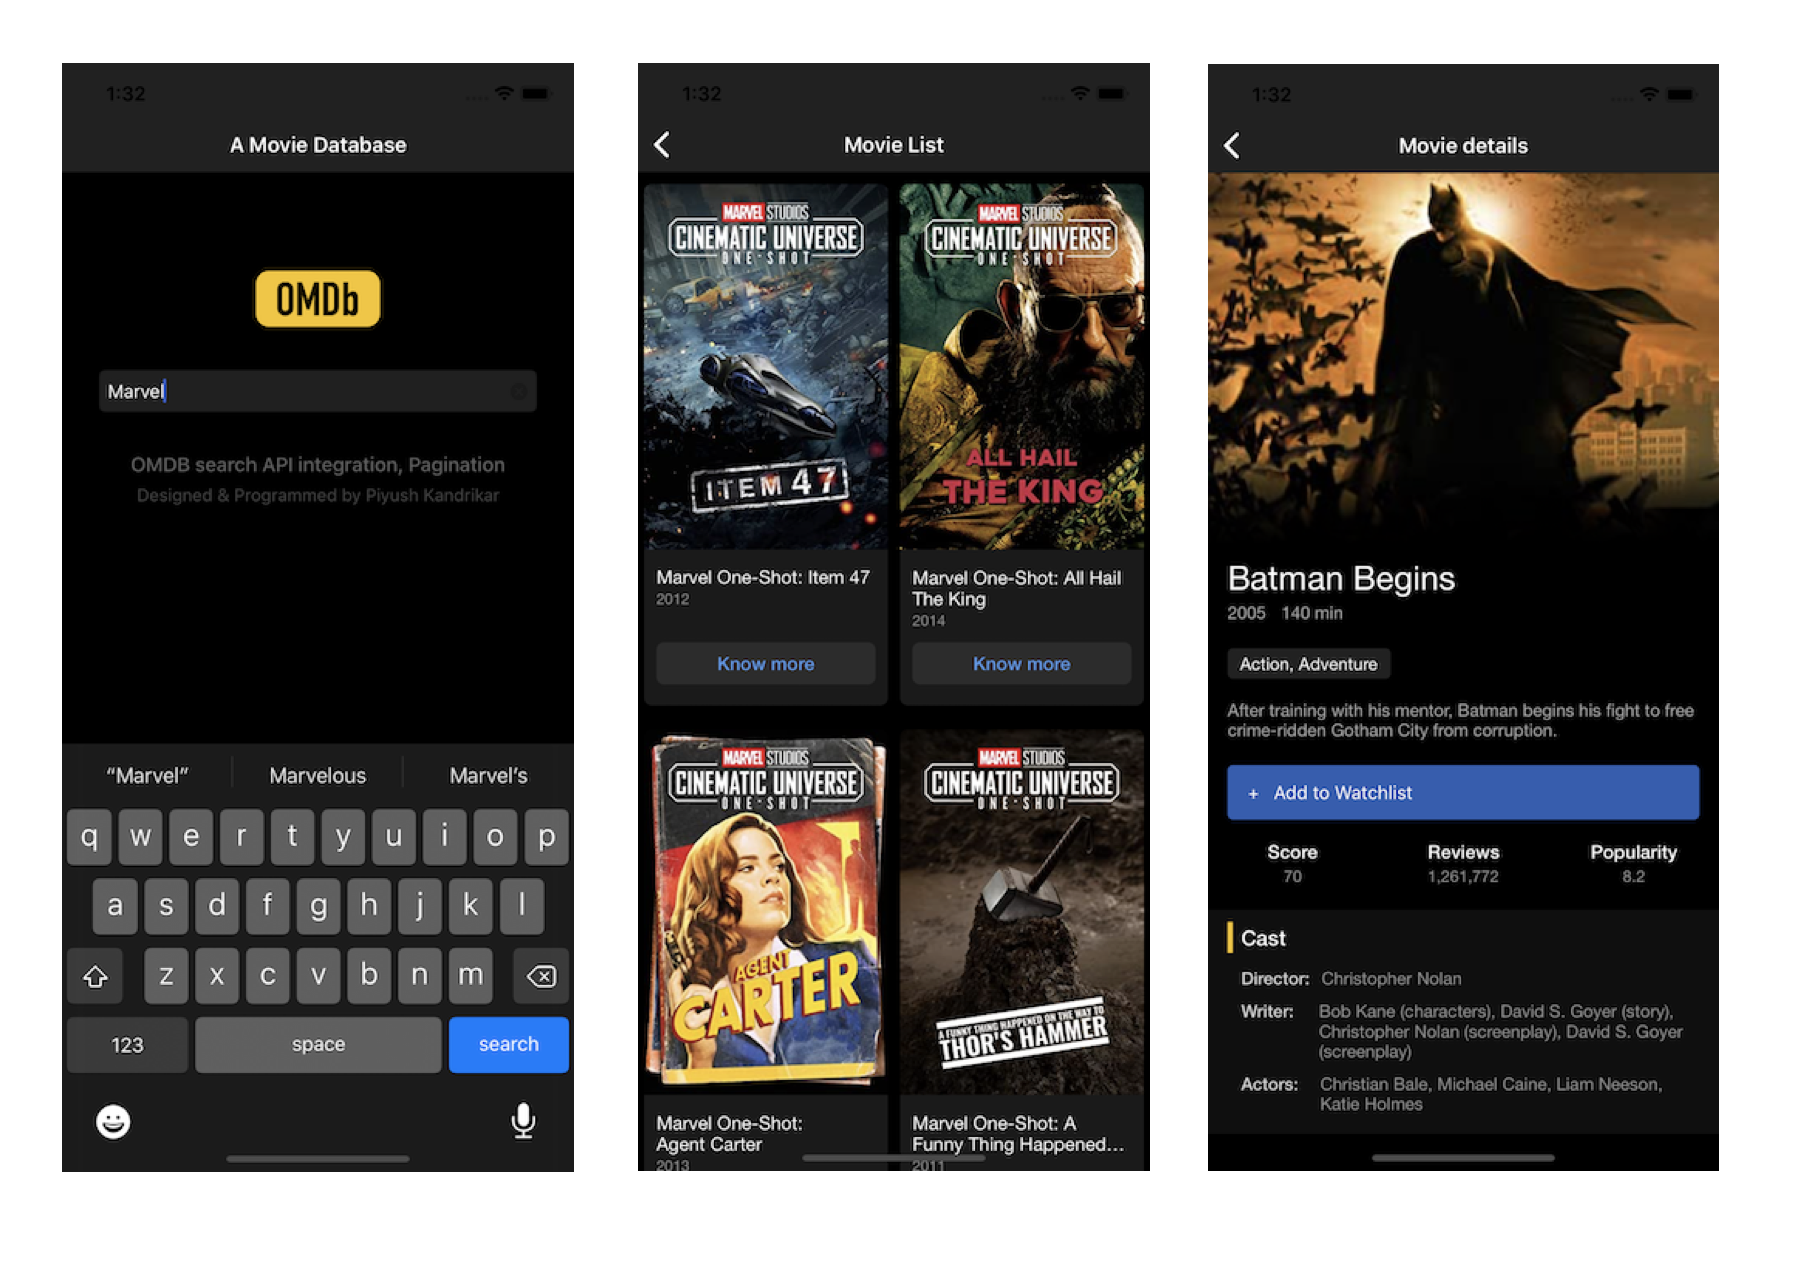 1:32
A Movie Database
OMDb
Marvel
OMDB search API integration, Pagination
Designed & Programmed by Piyush Kandrikar
“Marvel”
Marvelous
Marvel’s
q w e r t y u i o p
a s d f g h j k l
z x c v b n m
123
space
search
1:32
Movie List
MARVEL STUDIOS
CINEMATIC UNIVERSE
ONE-SHOT
ITEM 47
Marvel One-Shot: Item 47
2012
Know more
MARVEL STUDIOS
CINEMATIC UNIVERSE
ONE-SHOT
ALL HAIL
THE KING
Marvel One-Shot: All Hail
The King
2014
Know more
MARVEL STUDIOS
CINEMATIC UNIVERSE
ONE-SHOT
AGENT
CARTER
Marvel One-Shot:
Agent Carter
2013
MARVEL STUDIOS
CINEMATIC UNIVERSE
ONE-SHOT
A FUNNY THING HAPPENED ON THE WAY TO
THOR'S HAMMER
Marvel One-Shot: A
Funny Thing Happened...
2011
1:32
Movie details
Batman Begins
2005 140 min
Action, Adventure
After training with his mentor, Batman begins his fight to free
crime-ridden Gotham City from corruption.
+ Add to Watchlist
Score Reviews Popularity
70 1,261,772 8.2
Cast
Director: Christopher Nolan
Writer: Bob Kane (characters), David S. Goyer (story),
Christopher Nolan (screenplay), David S. Goyer
(screenplay)
Actors: Christian Bale, Michael Caine, Liam Neeson,
Katie Holmes